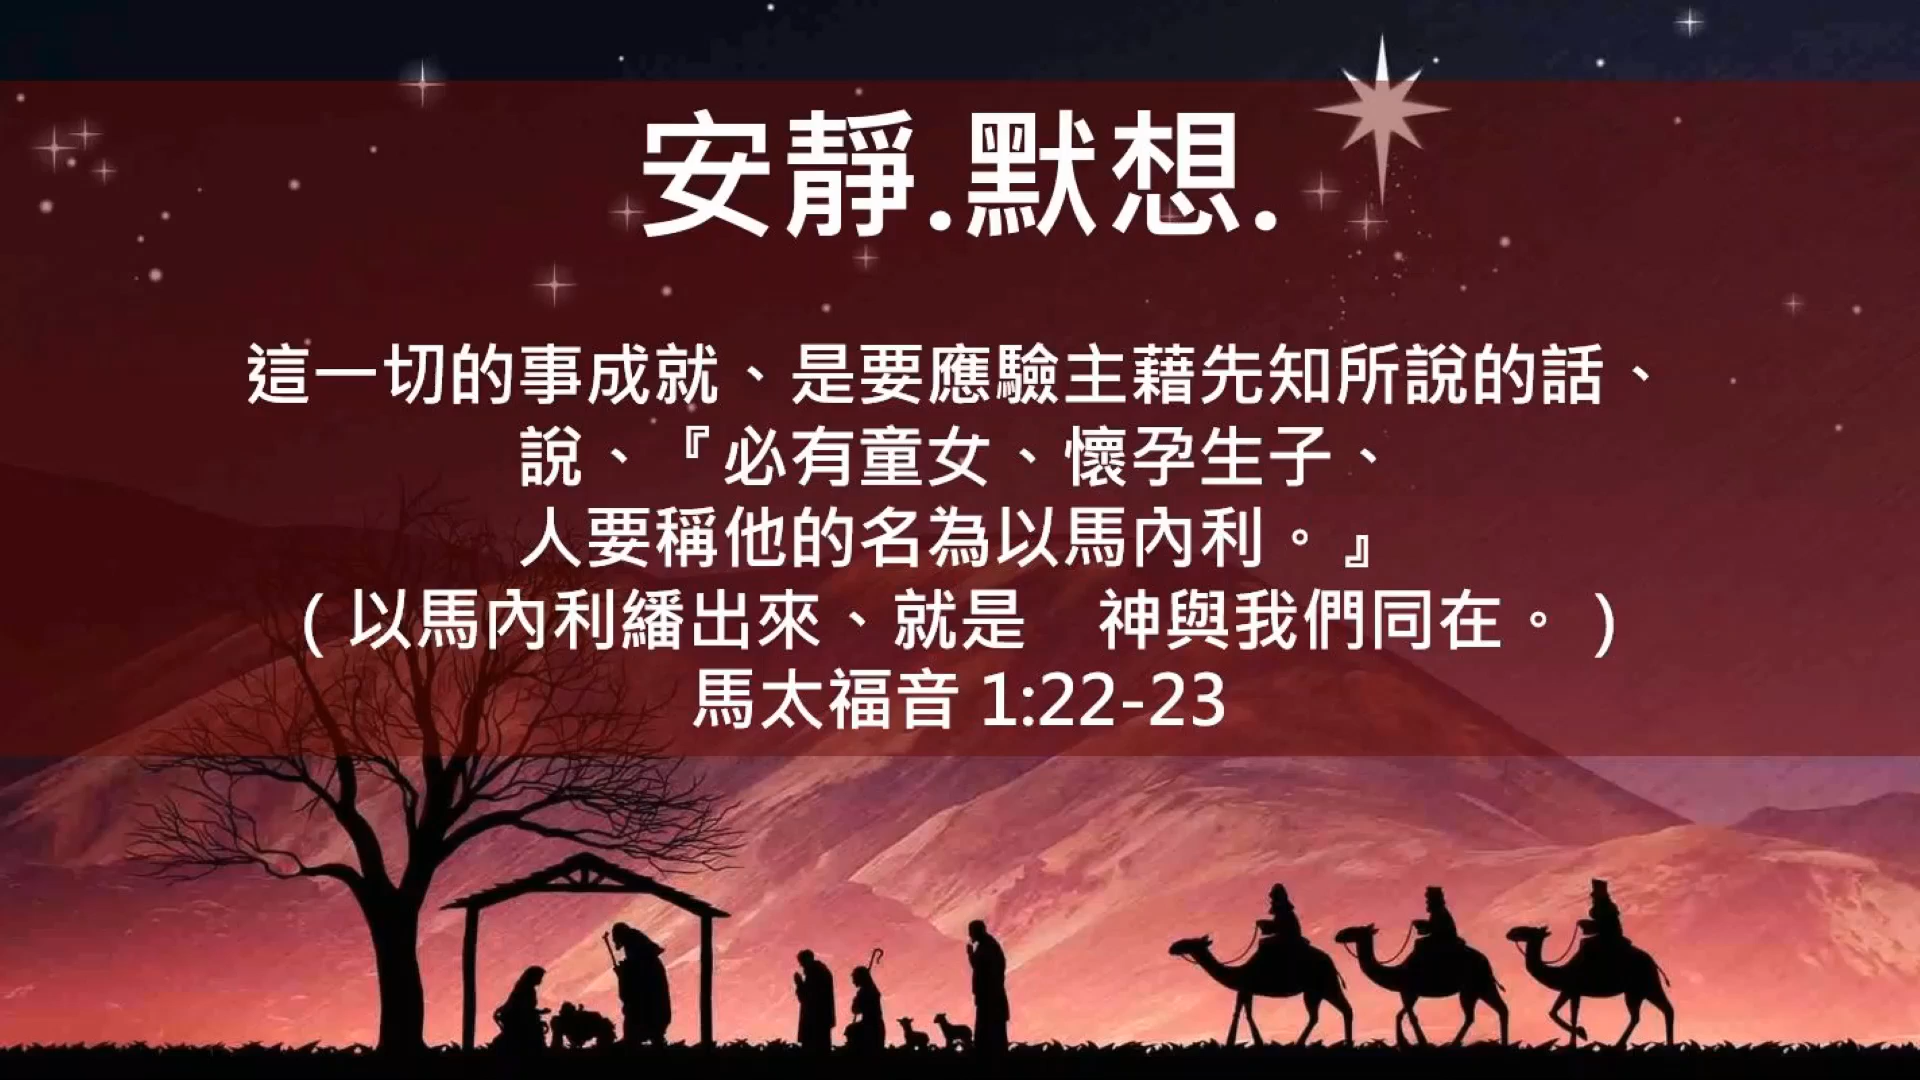 安靜.默想.
這一切的事成就、是要應驗主藉先知所說的話、
說、『必有童女、懷孕生子、
人要稱他的名為以馬內利。』
（以馬內利繙出來、就是　神與我們同在。）
馬太福音 1:22-23